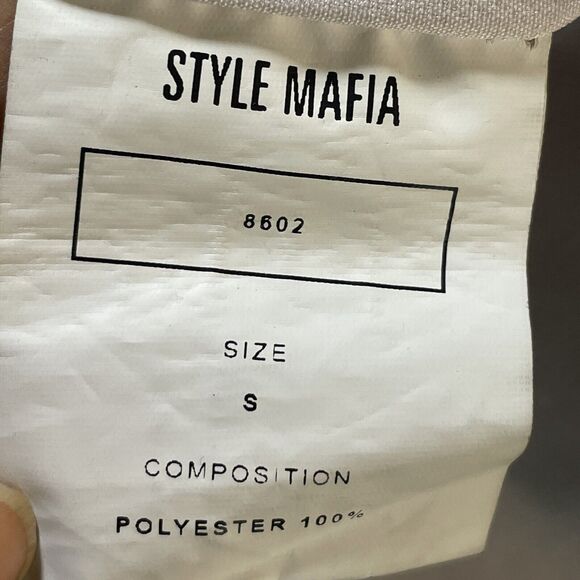 STYLE MAFIA
8602
SIZE
S
COMPOSITION
POLYESTER 100%